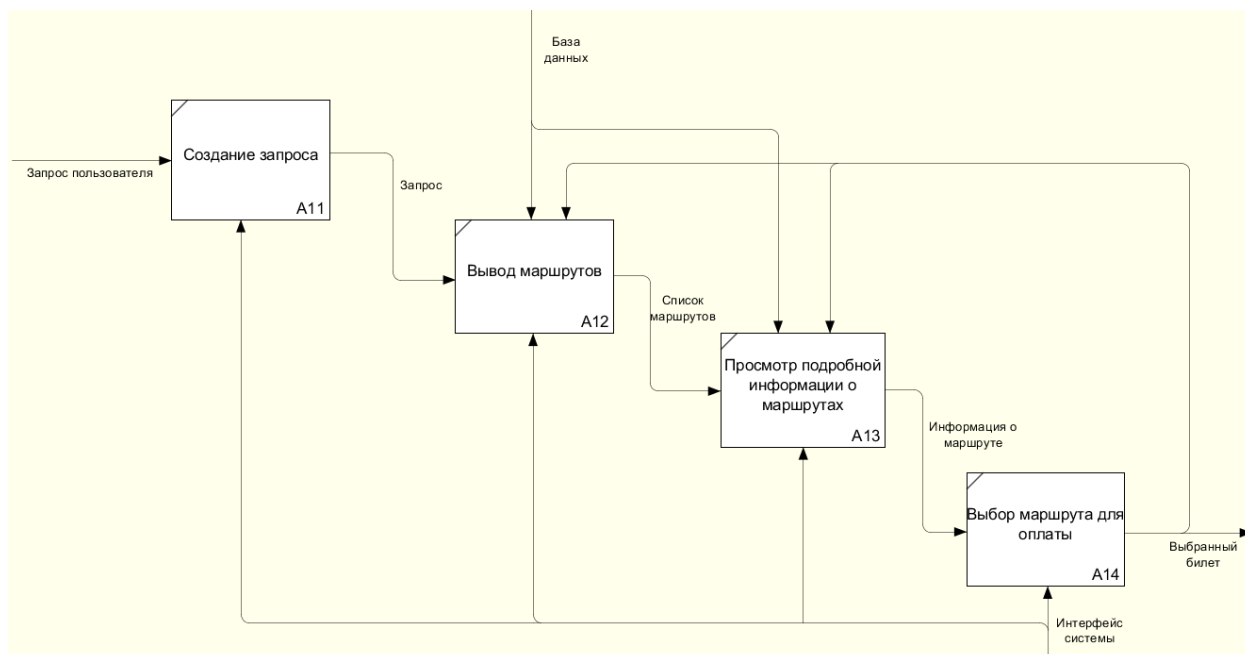 База
данных
Создание запроса
A11
Запрос пользователя
Запрос
Вывод маршрутов
A12
Список
маршрутов
Просмотр подробной
информации о
маршрутах
A13
Информация о
маршруте
Выбор маршрута для
оплаты
A14
Выбранный
билет
Интерфейс
системы